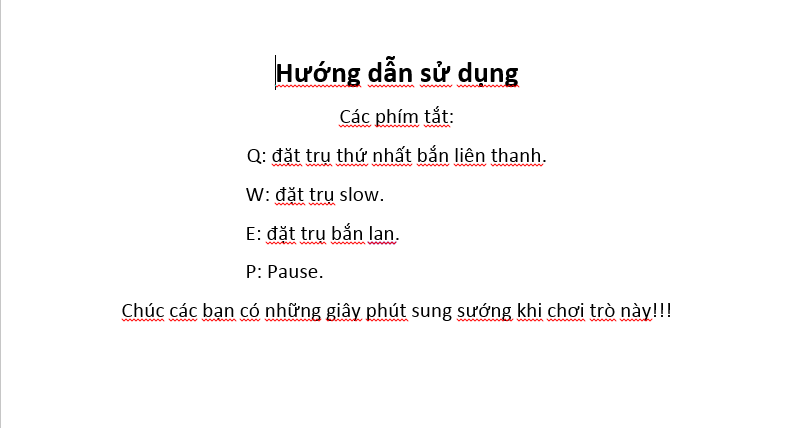 Hướng dẫn sử dụng
Các phím tắt:
Q: đặt trụ thứ nhất bắn liên thanh.
W: đặt trụ slow.
E: đặt trụ bắn lan.
P: Pause.
Chúc các bạn có những giây phút sung sướng khi chơi trò này!!!